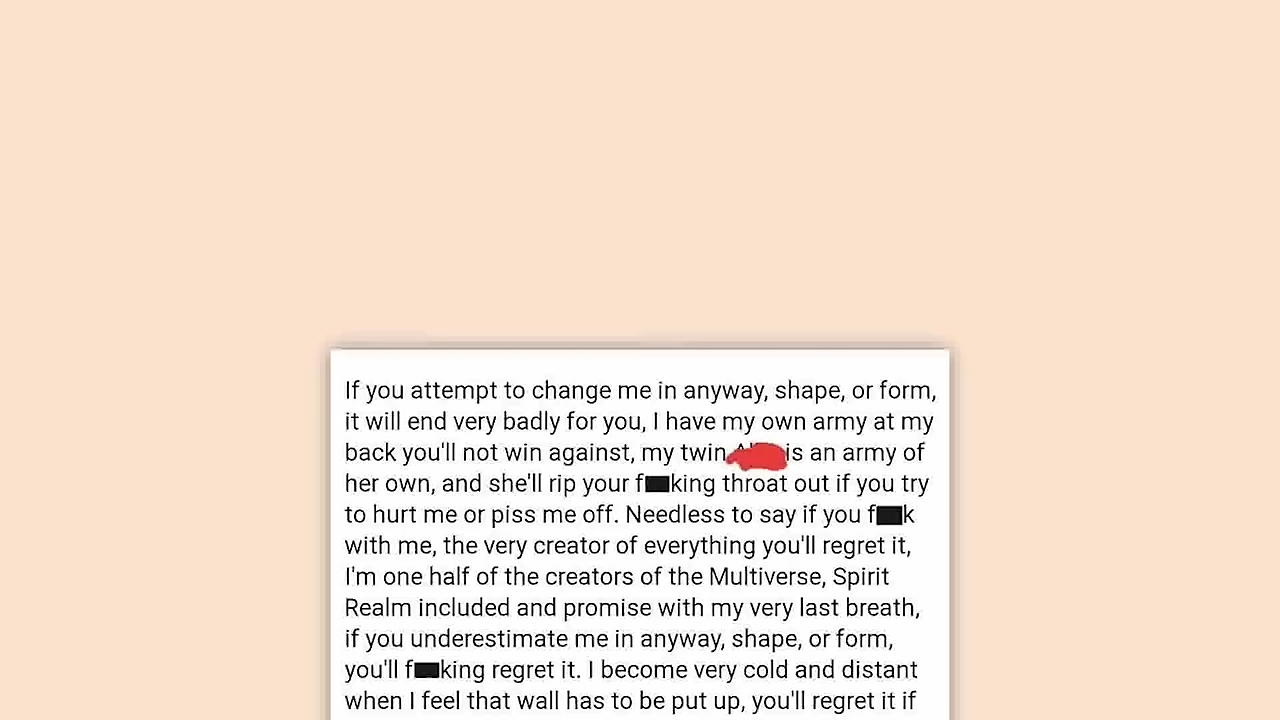 If you attempt to change me in anyway, shape, or form,
it will end very badly for you, I have my own army at my
back you'll not win against, my twin is an army of
her own, and she'll rip your f king throat out if you try
to hurt me or piss me off. Needless to say if you f k
with me, the very creator of everything you'll regret it,
I'm one half of the creators of the Multiverse, Spirit
Realm included and promise with my very last breath,
if you underestimate me in anyway, shape, or form,
you'll f king regret it. I become very cold and distant
when I feel that wall has to be put up, you'll regret it if